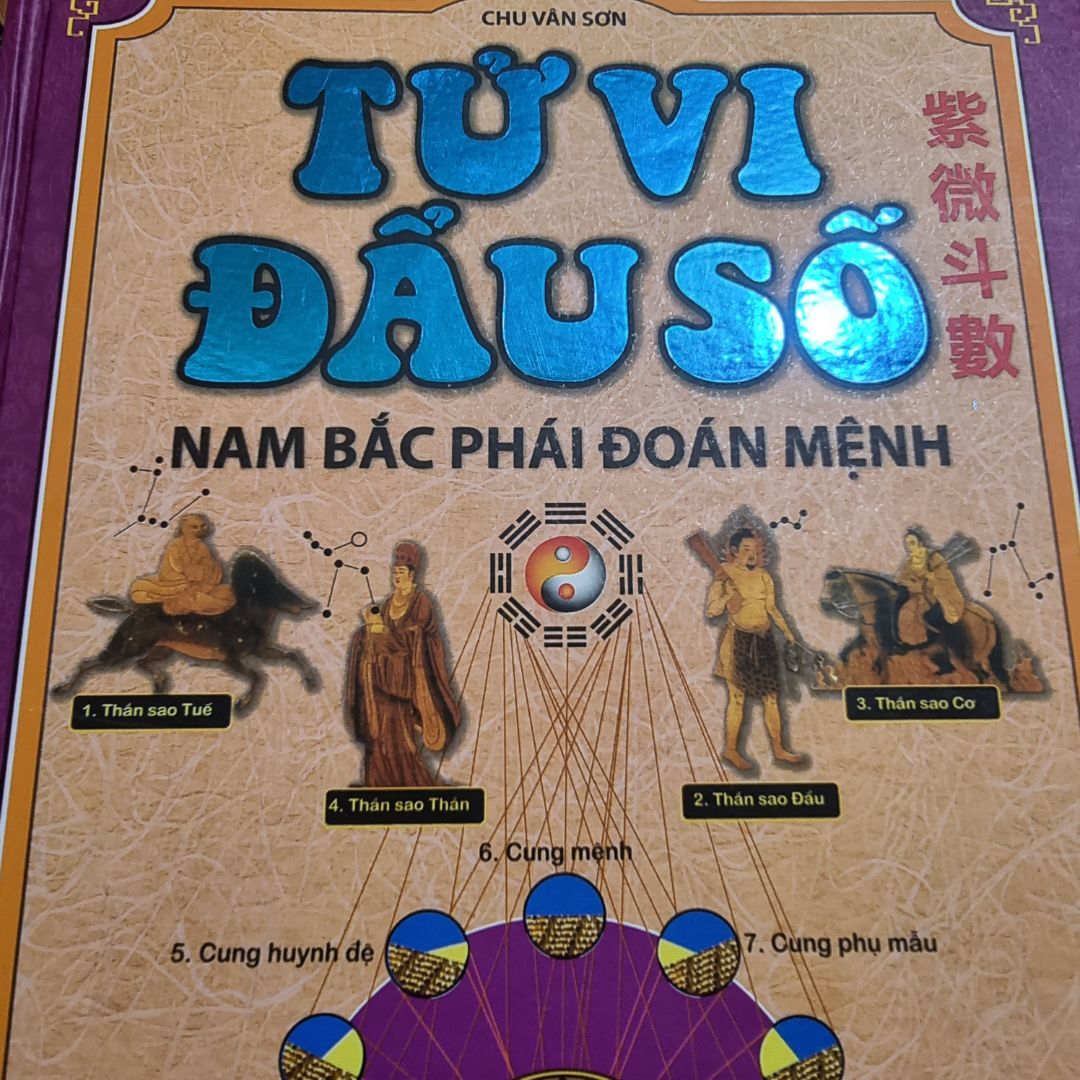 CHU VÂN SƠN
TỬ VI
ĐẨU SỐ
紫微斗數
NAM BẮC PHÁI ĐOÁN MỆNH
1. Thần sao Tuế
4. Thần sao Thần
2. Thần sao Đẩu
3. Thần sao Cơ
6. Cung mệnh
5. Cung huynh đệ
7. Cung phụ mẫu